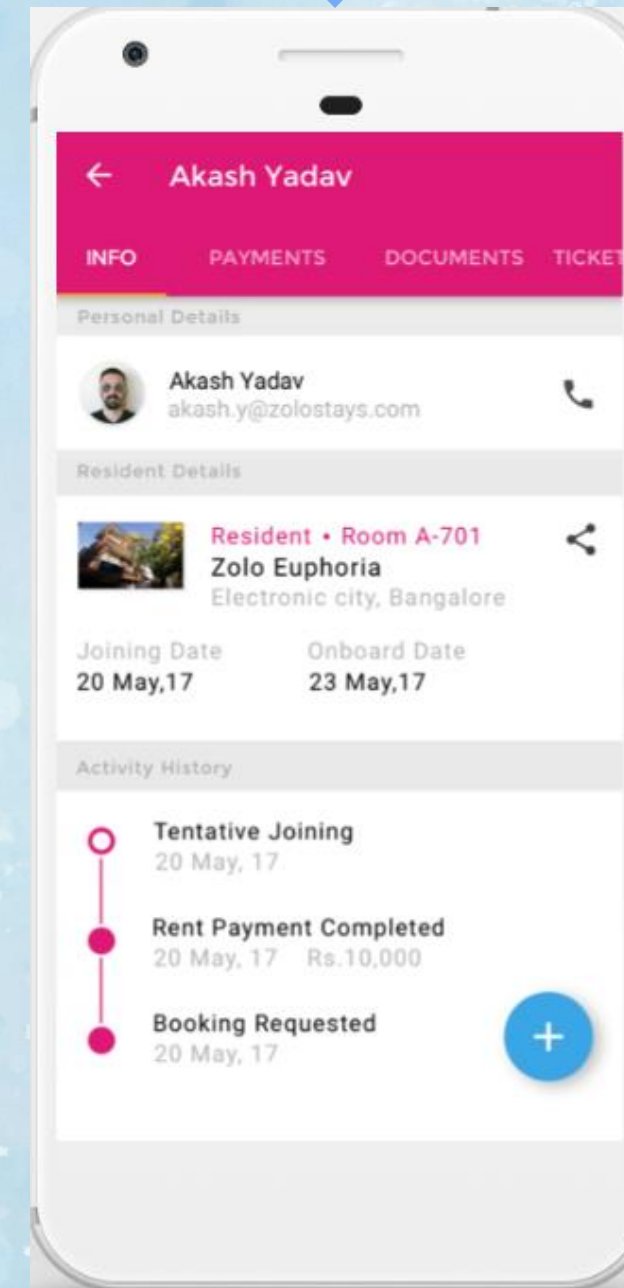 Akash Yadav
INFO PAYMENTS DOCUMENTS TICKET
Personal Details
Akash Yadav
akash.y@zolostays.com
Resident Details
Resident • Room A-701
Zolo Euphoria
Electronic city, Bangalore
Joining Date Onboard Date
20 May,17 23 May,17
Activity History
Tentative Joining
20 May, 17
Rent Payment Completed
20 May, 17 Rs.10,000
Booking Requested
20 May, 17